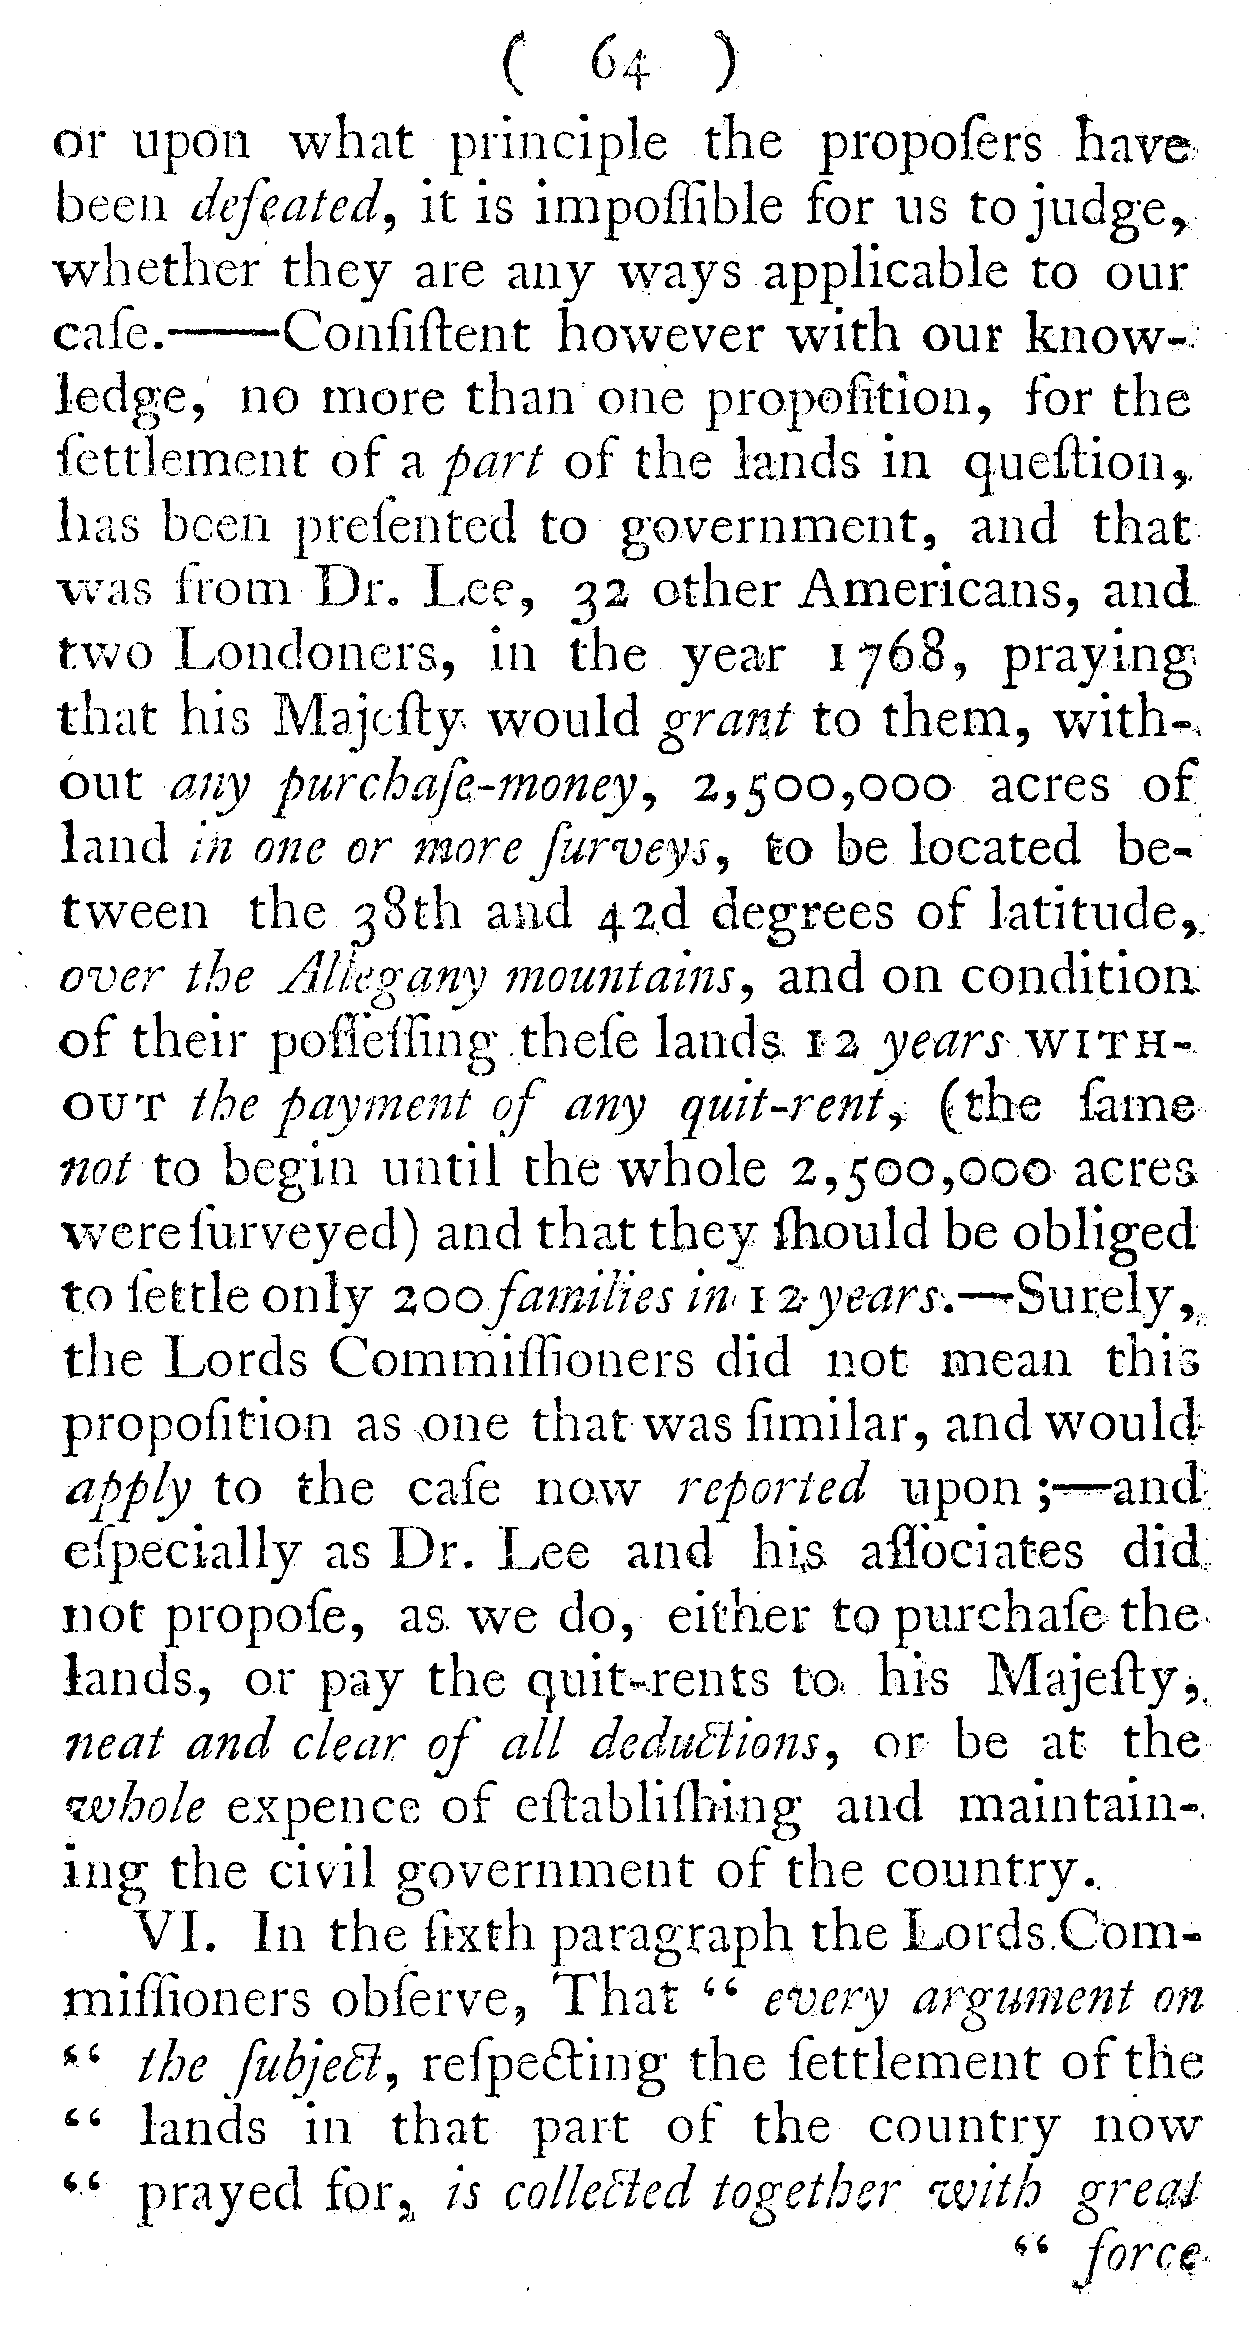 ( 64 )
or upon what principle the propoſers have
been defeated, it is impoſſible for us to judge,
whether they are any ways applicable to our
caſe.——Conſiſtent however with our know-
ledge, no more than one propoſition, for the
ſettlement of a part of the lands in queſtion,
has been preſented to government, and that
was from Dr. Lee, 32 other Americans, and
two Londoners, in the year 1768, praying
that his Majeſty would grant to them, with-
out any purchaſe-money, 2,500,000 acres of
land in one or more ſurveys, to be located be-
tween the 38th and 42d degrees of latitude,
over the Allegany mountains, and on condition
of their poſſeſſing theſe lands 12 years WITH-
OUT the payment of any quit-rent, (the ſame
not to begin until the whole 2,500,000 acres
were ſurveyed) and that they ſhould be obliged
to ſettle only 200 families in 12 years.—Surely,
the Lords Commiſſioners did not mean this
propoſition as one that was ſimilar, and would
apply to the caſe now reported upon ;—and
eſpecially as Dr. Lee and his aſſociates did
not propoſe, as we do, either to purchaſe the
lands, or pay the quit-rents to his Majeſty,
neat and clear of all deductions, or be at the
whole expence of eſtabliſhing and maintain-
ing the civil government of the country.
VI. In the ſixth paragraph the Lords Com-
miſſioners obſerve, That “ every argument on
“ the ſubject, reſpecting the ſettlement of the
“ lands in that part of the country now
“ prayed for, is collected together with great
“ force